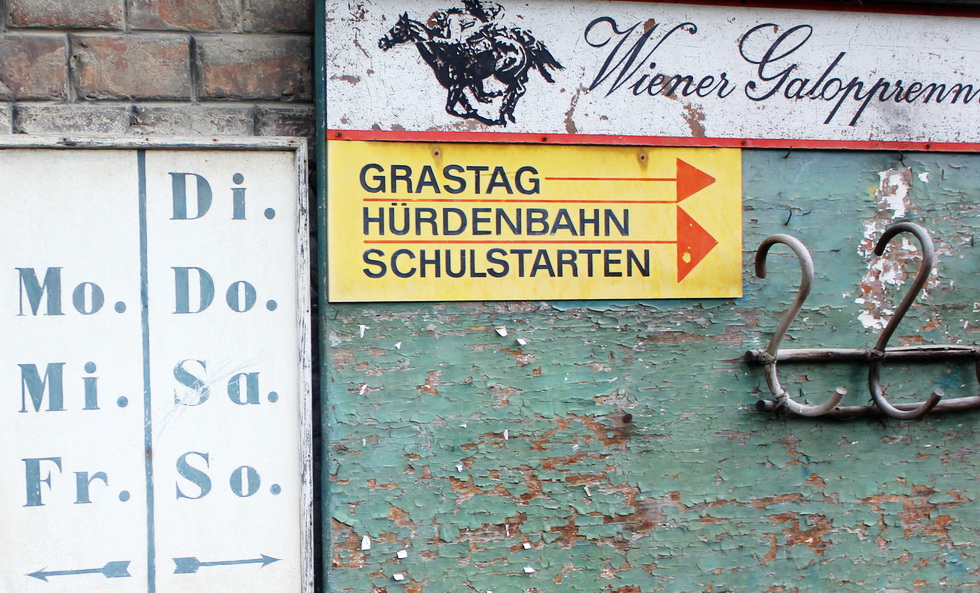 Wiener Galopprenn
GRASTAG
HÜRDENBAHN
SCHULSTARTEN
Di.
Mo. Do.
Mi. Sa.
Fr. So.